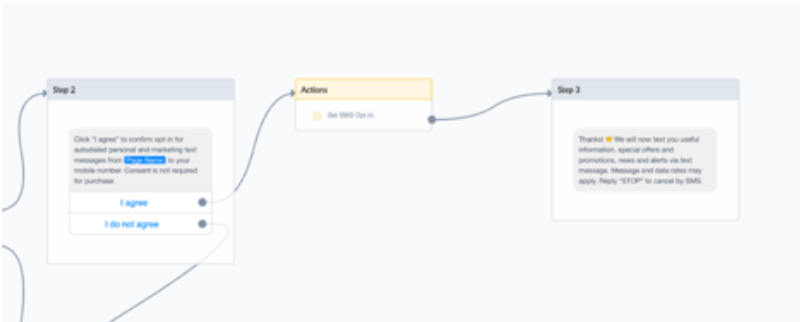 Step 2
Click "I agree" to confirm opt-in for
autodialed personal and marketing text
messages from Page Name to your
mobile number. Consent is not required
for purchase.
I agree
I do not agree
Actions
Set SMS Opt-in
Step 3
Thanks! We will now text you useful
information, special offers and
promotions, news and alerts via text
message. Message and data rates may
apply. Reply "STOP" to cancel by SMS.